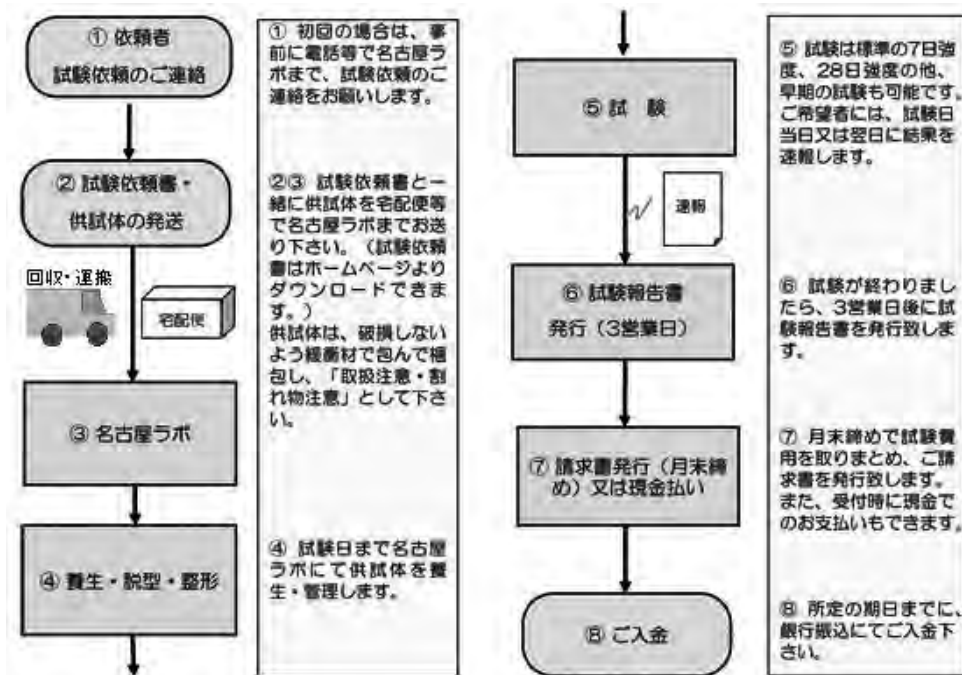 ① 依頼者
試験依頼のご連絡
② 試験依頼書・
供試体の発送
回収・運搬
宅配便
③ 名古屋ラボ
④ 養生・脱型・整形
① 初回の場合は、事
前に電話等で名古屋ラ
ボまで、試験依頼のご
連絡をお願いします。
②③ 試験依頼書と一
緒に供試体を宅配便等
で名古屋ラボまでお送
り下さい。（試験依頼
書はホームページより
ダウンロードできま
す。）
供試体は、破損しない
よう緩衝材で包んで梱
包し、「取扱注意・割
れ物注意」として下さ
い。
④ 試験日まで名古屋
ラボにて供試体を養
生・管理します。
⑤ 試 験
速報
⑥ 試験報告書
発行（3営業日）
⑦ 請求書発行（月末締
め）又は現金払い
⑧ ご入金
⑤ 試験は標準の7日強
度、28日強度の他、
早期の試験も可能です。
ご希望者には、試験日
当日又は翌日に結果を
速報します。
⑥ 試験が終わりまし
たら、3営業日後に試
験報告書を発行致しま
す。
⑦ 月末締めで試験費
用を取りまとめ、ご請
求書を発行致します。
また、受付時に現金で
のお支払いもできます。
⑧ 所定の期日までに、
銀行振込にてご入金下
さい。